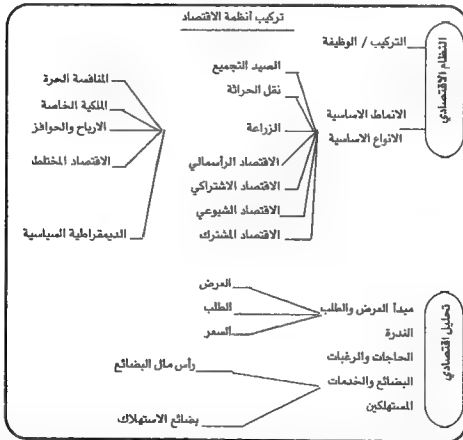 تركيب أنظمة الاقتصاد
النظام الاقتصادي
التركيب / الوظيفة
الانماط الاساسية
الانواع الاساسية
الصيد التجميع
نقل الحراثة
الزراعة
الاقتصاد الرأسمالي
الاقتصاد الاشتراكي
الاقتصاد الشيوعي
الاقتصاد المشترك
المنافسة الحرة
الملكية الخاصة
الارباح والحوافز
الاقتصاد المختلط
الديمقراطية السياسية
تحليل اقتصادي
مبدأ العرض والطلب
العرض
الطلب
السعر
الندرة
الحاجات والرغبات
البضائع والخدمات
رأس مال البضائع
بضائع الاستهلاك
المستهلكين